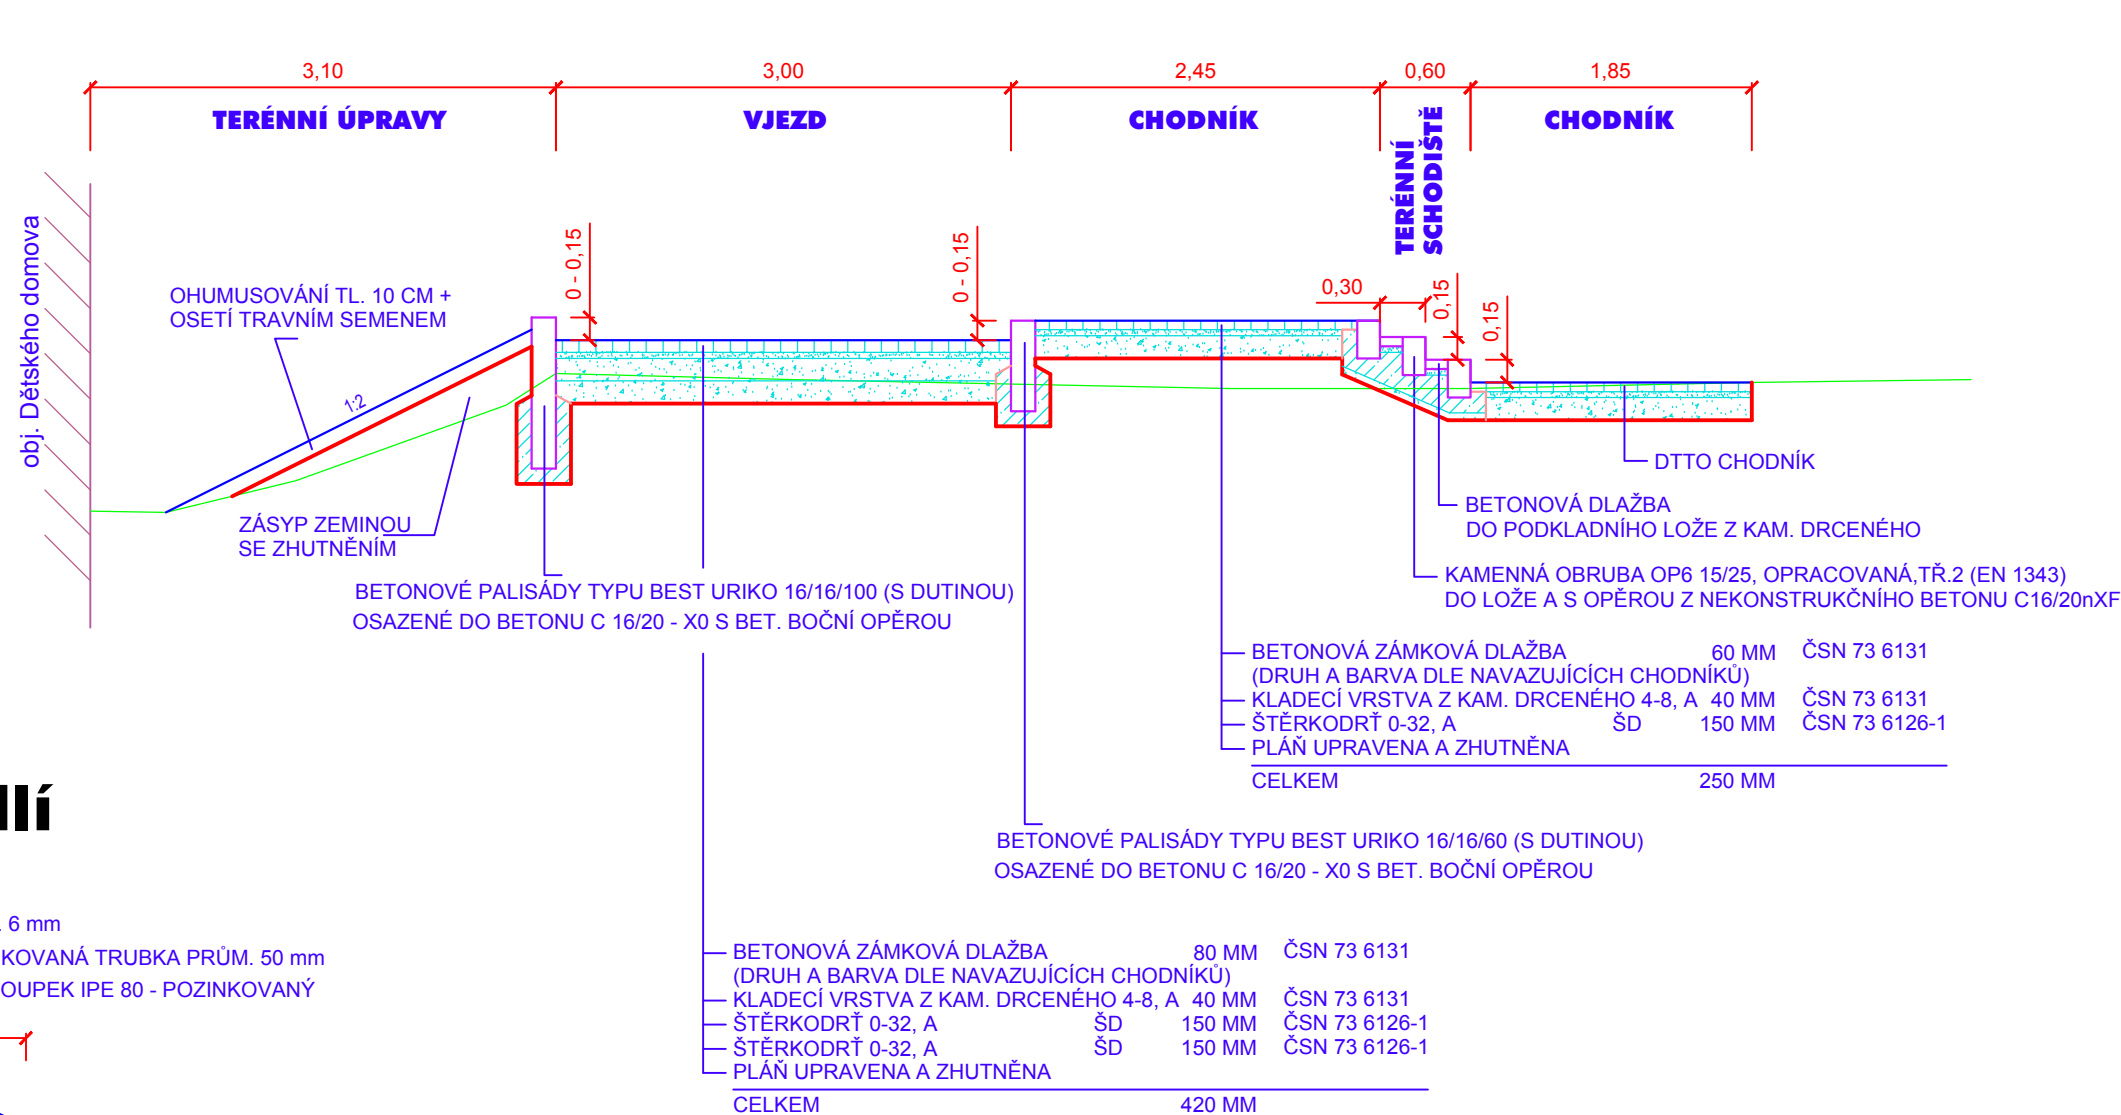 3,10
3,00
2,45
0,60
1,85
TERÉNNÍ ÚPRAVY
VJEZD
CHODNÍK
TERÉNNÍ
SCHODIŠTĚ
CHODNÍK
obj. Dětského domova
0 - 0,15
0 - 0,15
0,30
0,15
0,15
OHUMUSOVÁNÍ TL. 10 CM +
OSETÍ TRAVNÍM SEMENEM
1:2
ZÁSYP ZEMINOU
SE ZHUTNĚNÍM
DTTO CHODNÍK
BETONOVÁ DLAŽBA
DO PODKLADNÍHO LOŽE Z KAM. DRCENÉHO
KAMENNÁ OBRUBA OP6 15/25, OPRACOVANÁ,TŘ.2 (EN 1343)
DO LOŽE A S OPĚROU Z NEKONSTRUKČNÍHO BETONU C16/20nXF
BETONOVÉ PALISÁDY TYPU BEST URIKO 16/16/100 (S DUTINOU)
OSAZENÉ DO BETONU C 16/20 - X0 S BET. BOČNÍ OPĚROU
BETONOVÁ ZÁMKOVÁ DLAŽBA 60 MM ČSN 73 6131
(DRUH A BARVA DLE NAVAZUJÍCÍCH CHODNÍKŮ)
KLADECÍ VRSTVA Z KAM. DRCENÉHO 4-8, A 40 MM ČSN 73 6131
ŠTĚRKODRŤ 0-32, A ŠD 150 MM ČSN 73 6126-1
PLÁŇ UPRAVENA A ZHUTNĚNA
CELKEM 250 MM
BETONOVÉ PALISÁDY TYPU BEST URIKO 16/16/60 (S DUTINOU)
OSAZENÉ DO BETONU C 16/20 - X0 S BET. BOČNÍ OPĚROU
llí
. 6 mm
KOVANÁ TRUBKA PRŮM. 50 mm
OUPEK IPE 80 - POZINKOVANÝ
BETONOVÁ ZÁMKOVÁ DLAŽBA 80 MM ČSN 73 6131
(DRUH A BARVA DLE NAVAZUJÍCÍCH CHODNÍKŮ)
KLADECÍ VRSTVA Z KAM. DRCENÉHO 4-8, A 40 MM ČSN 73 6131
ŠTĚRKODRŤ 0-32, A ŠD 150 MM ČSN 73 6126-1
ŠTĚRKODRŤ 0-32, A ŠD 150 MM ČSN 73 6126-1
PLÁŇ UPRAVENA A ZHUTNĚNA
CELKEM 420 MM